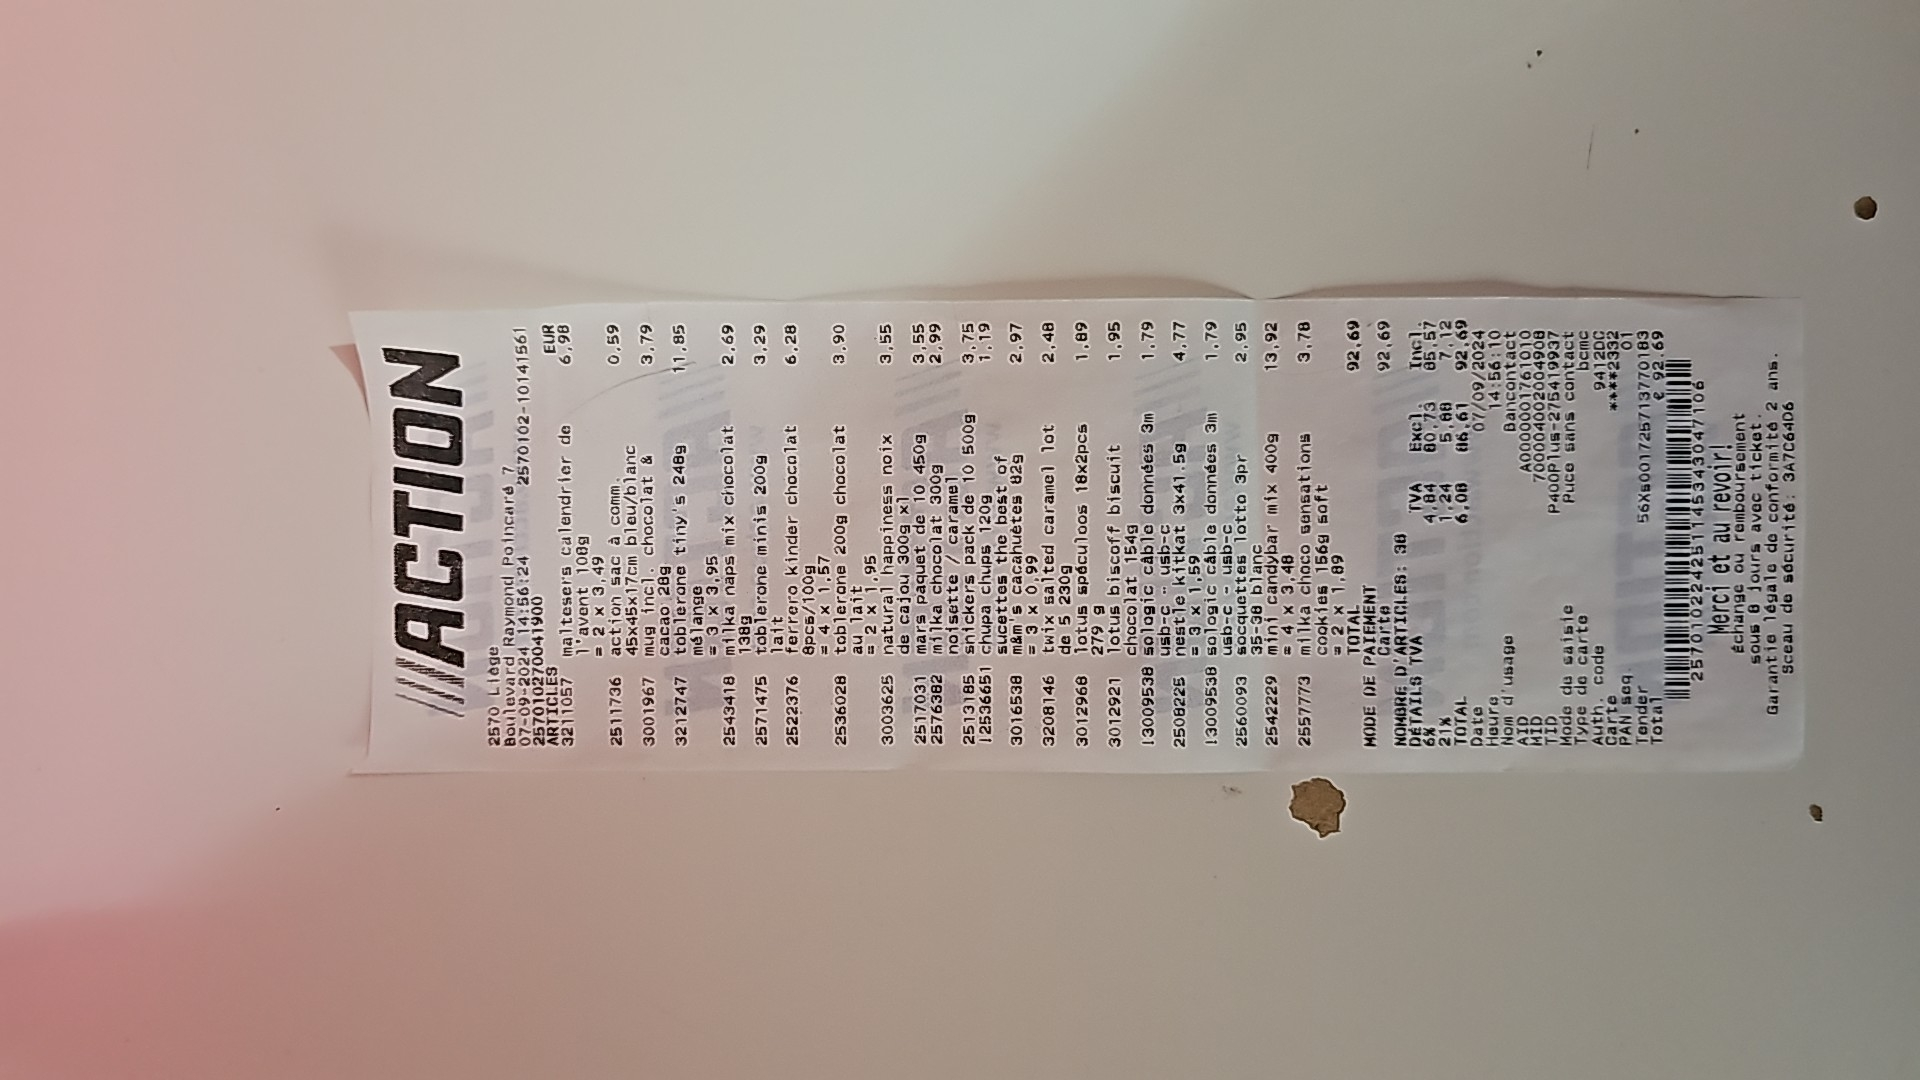 ACTION
2570 Liège
Boulevard Raymond Poincaré 7
07-09-2024 14:56:24 2570102-10141561
257010270041900
ARTICLES EUR
3211057 maltesers calendrier de 6,98
l'avent 108g
= 2 x 3,49
2511736 action sac à comm. 0,59
45x45x17cm bleu/blanc
3001967 mug incl. chocolat & 3,79
cacao 28g
3212747 toblerone tiny's 248g 11,85
mélange
= 3 x 3,95
2543418 milka naps mix chocolat 2,69
138g
2571475 toblerone minis 200g 3,29
lait
2522376 ferrero kinder chocolat 6,28
8pcs/100g
= 4 x 1,57
2536028 toblerone 200g chocolat 3,90
au lait
= 2 x 1,95
3003625 natural happiness noix 3,55
de cajou 300g x1
2517031 mars paquet de 10 450g 3,55
2576382 milka chocolat 300g 2,99
noisette / caramel
2513185 snickers pack de 10 500g 3,75
12536651 chupa chups 120g 1,19
sucettes the best of
3016538 m&m's cacahuètes 82g 2,97
= 3 x 0,99
3208146 twix salted caramel lot 2,48
de 5 230g
3012968 lotus spéculoos 18x2pcs 1,89
279 g
3012921 lotus biscoff biscuit 1,95
chocolat 154g
13009538 sologic câble données 3m 1,79
usb-c - usb-c
2508225 nestle kitkat 3x41.5g 4,77
= 3 x 1,59
13009538 sologic câble données 3m 1,79
usb-c - usb-c
2560093 socquettes lotto 3pr 2,95
35-38 blanc
2542229 mini candybar mix 400g 13,92
= 4 x 3,48
2557773 milka choco sensations 3,78
cookies 156g soft
= 2 x 1,89
TOTAL 92,69
MODE DE PAIEMENT
Carte 92,69
NOMBRE D'ARTICLES: 38
DÉTAILS TVA TVA Excl. Incl.
6% 4,84 80,73 85,57
21% 1,24 5,88 7,12
TOTAL 6,08 86,61 92,69
Date 07/09/2024
Heure 14:56:10
Nom d'usage Bancontact
AID A0000001761010
MID 7000040020049​08
TID P400Plus-275419937
Mode de saisie Puce sans contact
Type de carte bcmc
Auth. code 94120C
Carte ****2332
PAN seq. 01
Tender 56XS001725713770183
Total € 92.69
2570102242511453430471​06
Merci et au revoir!
Échange ou remboursement
sous 8 jours avec ticket.
Garantie légale de conformité 2 ans.
Sceau de sécurité: 3A7C64D6